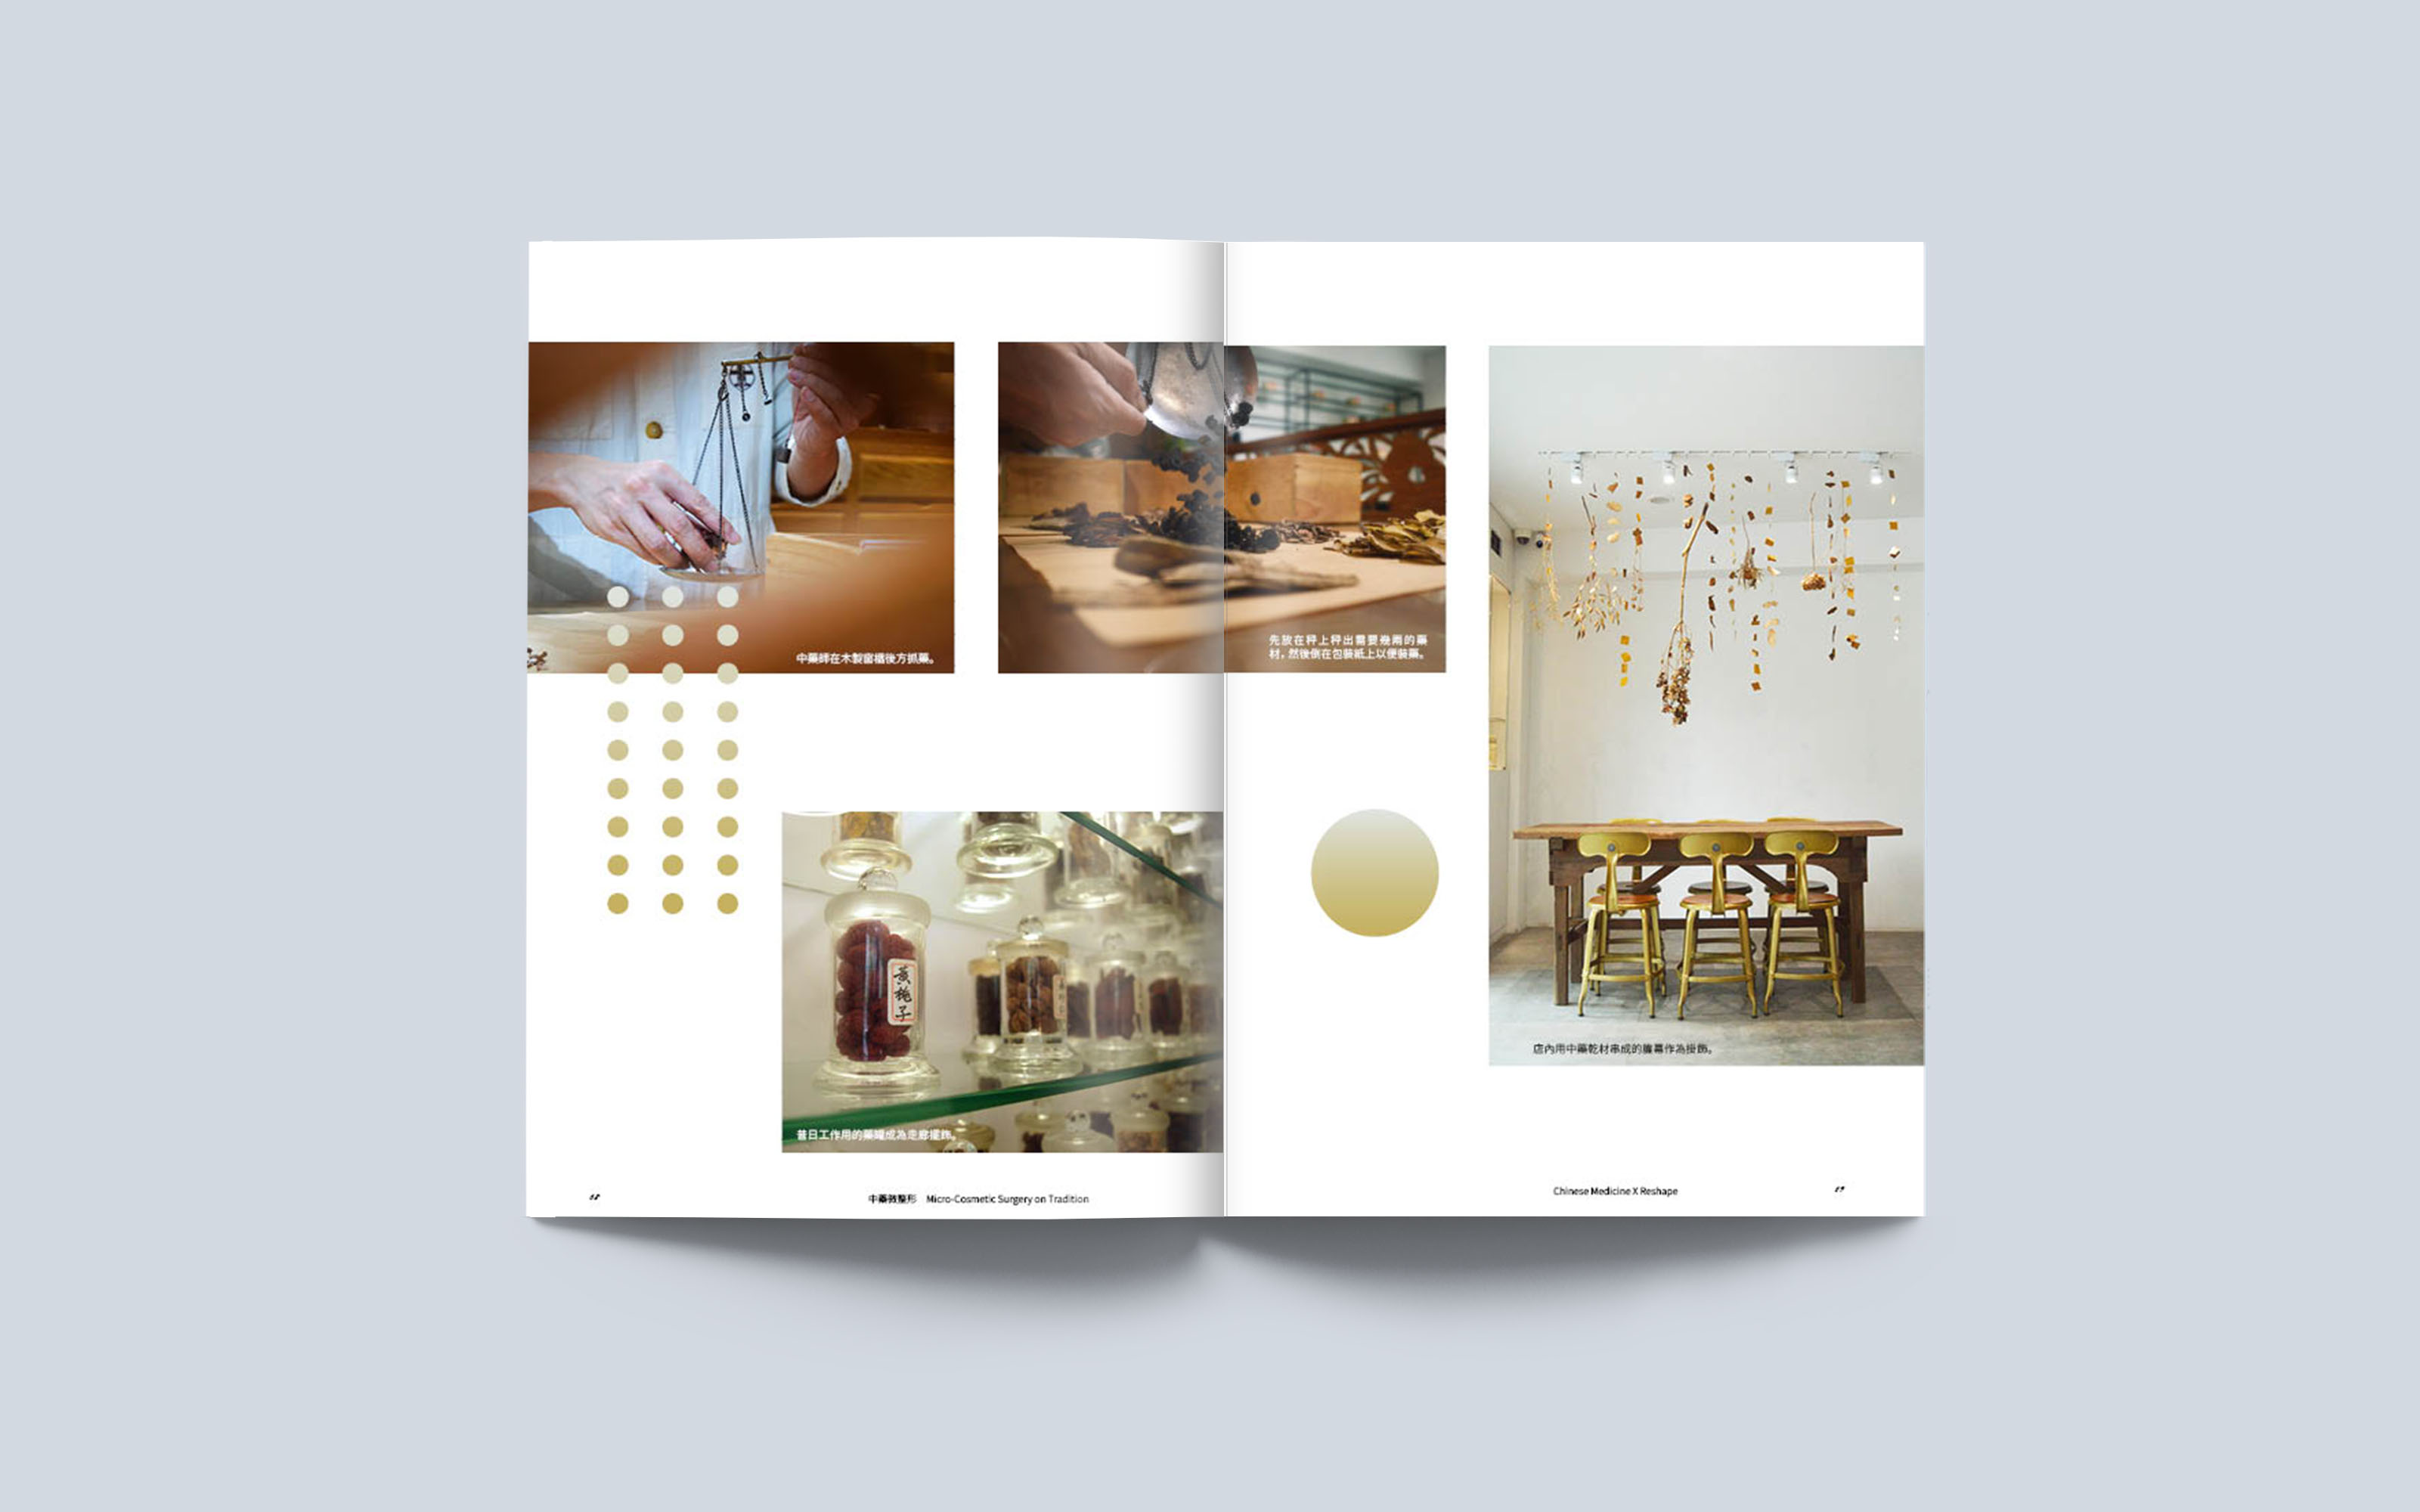 中藥師在木製窗櫃後方抓藥。
先放在秤上秤出需要幾兩的藥
材，然後倒在包裝紙上以便裝藥。
黃梔子
昔日工作用的藥罐成為走廊擺飾。
店內用中藥乾材串成的簾幕作為掛飾。
中藥微整形 Micro-Cosmetic Surgery on Tradition
Chinese Medicine X Reshape